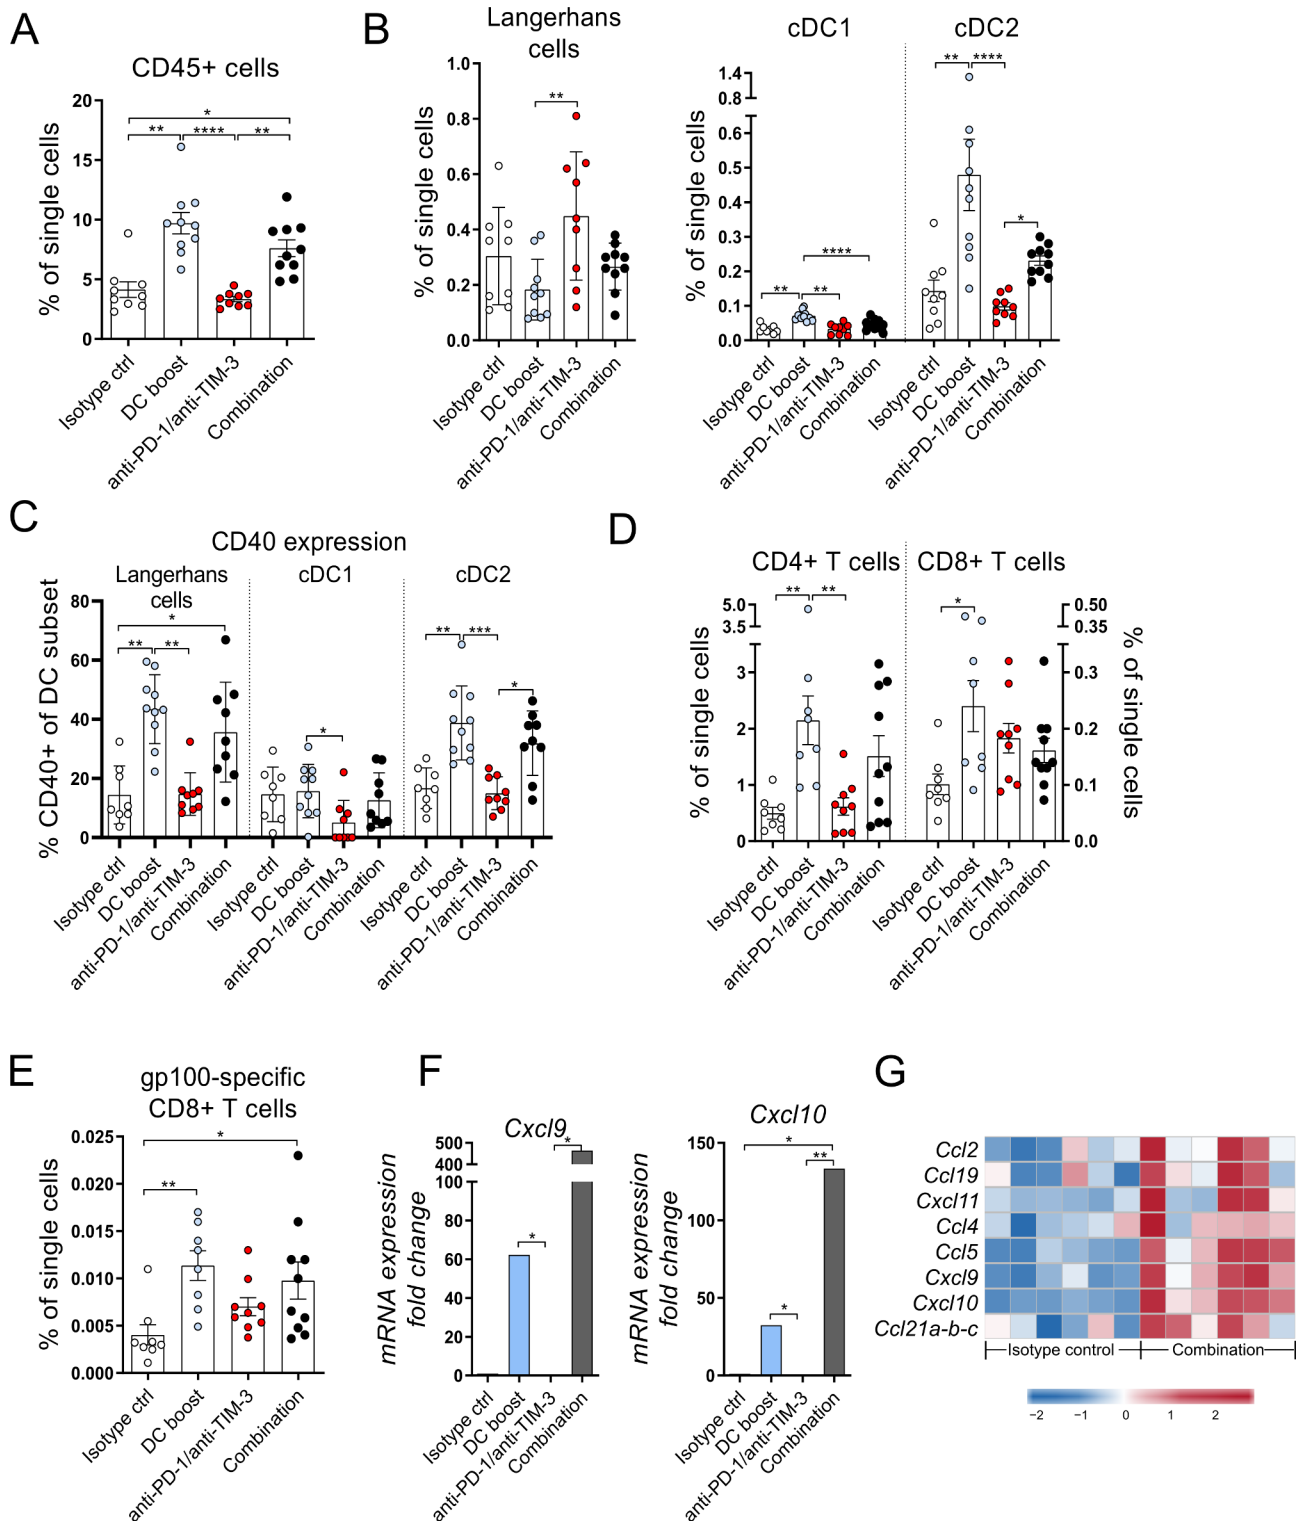 A
CD45+ cells
% of single cells
20
15
10
5
0
*
** **** **
Isotype ctrl
DC boost
anti-PD-1/anti-TIM-3
Combination
B
Langerhans
cells
% of single cells
1.0
0.8
0.6
0.4
0.2
0.0
**
Isotype ctrl
DC boost
anti-PD-1/anti-TIM-3
Combination
cDC1
cDC2
% of single cells
1.4
0.8
0.6
0.5
0.4
0.3
0.2
0.1
0.0
** ****
*
****
** **
Isotype ctrl
DC boost
anti-PD-1/anti-TIM-3
Combination
Isotype ctrl
DC boost
anti-PD-1/anti-TIM-3
Combination
C
CD40 expression
Langerhans
cells
cDC1
cDC2
% CD40+ of DC subset
80
60
40
20
0
*
** **
*
** ***
*
Isotype ctrl
DC boost
anti-PD-1/anti-TIM-3
Combination
Isotype ctrl
DC boost
anti-PD-1/anti-TIM-3
Combination
Isotype ctrl
DC boost
anti-PD-1/anti-TIM-3
Combination
D
CD4+ T cells
CD8+ T cells
% of single cells
5.0
3.5
3
2
1
0
** **
*
0.50
0.35
0.3
0.2
0.1
0.0
% of single cells
Isotype ctrl
DC boost
anti-PD-1/anti-TIM-3
Combination
Isotype ctrl
DC boost
anti-PD-1/anti-TIM-3
Combination
E
gp100-specific
CD8+ T cells
% of single cells
0.025
0.020
0.015
0.010
0.005
0.000
*
**
Isotype ctrl
DC boost
anti-PD-1/anti-TIM-3
Combination
F
Cxcl9
mRNA expression
fold change
500
400
100
80
60
40
20
0
*
*
Isotype ctrl
DC boost
anti-PD-1/anti-TIM-3
Combination
Cxcl10
mRNA expression
fold change
150
100
50
0
*
**
*
Isotype ctrl
DC boost
anti-PD-1/anti-TIM-3
Combination
G
Ccl2
Ccl19
Cxcl11
Ccl4
Ccl5
Cxcl9
Cxcl10
Ccl21a-b-c
Isotype control
Combination
−2 −1 0 1 2